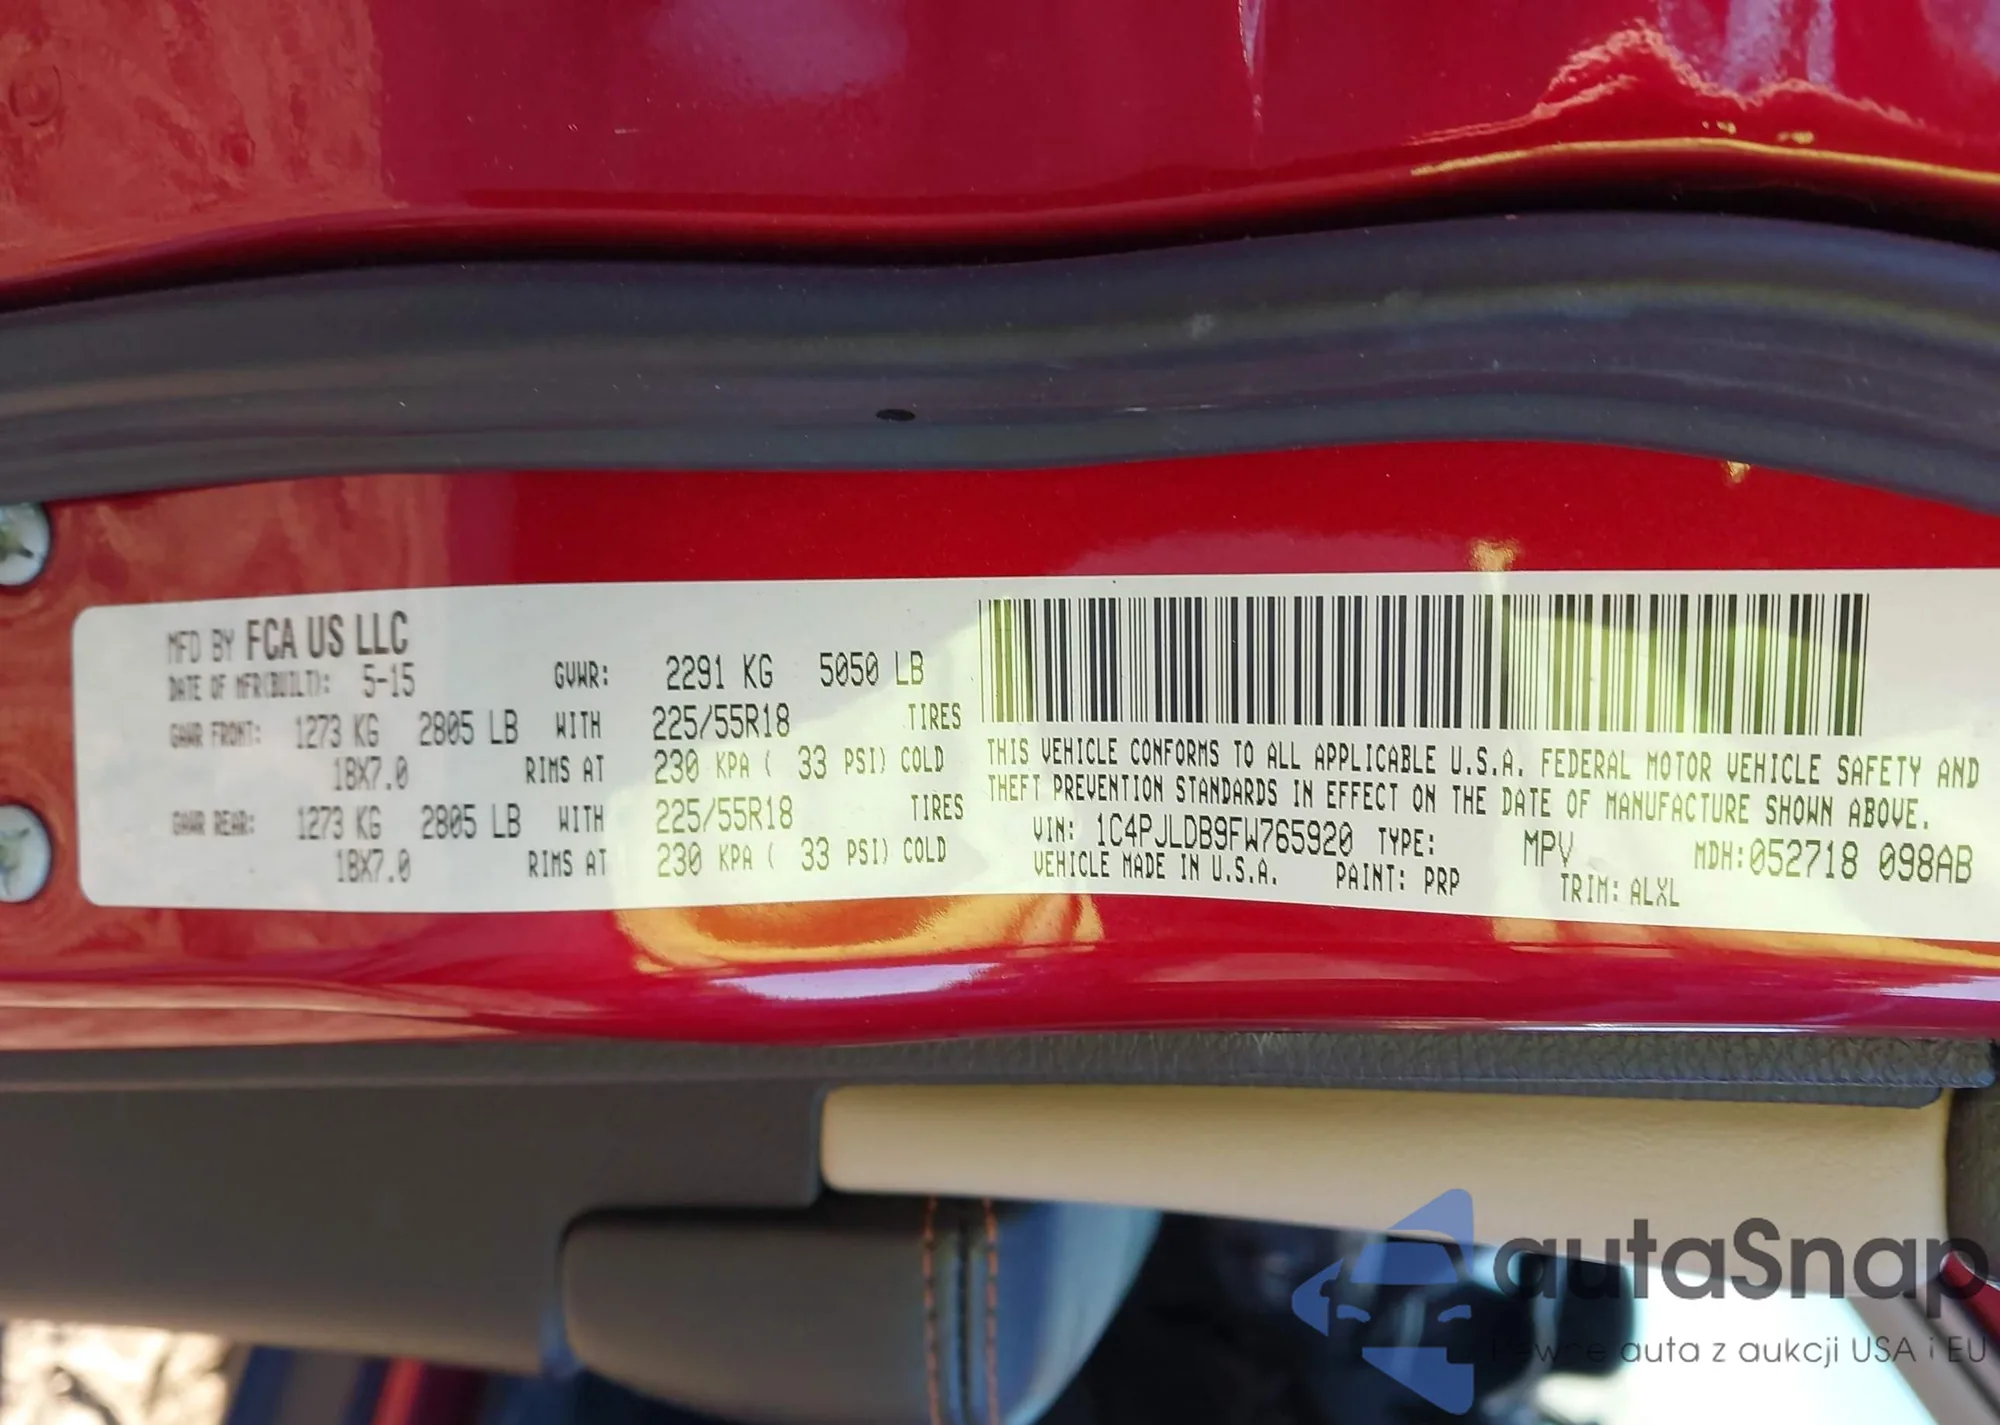 MFD BY FCA US LLC
DATE OF MFR(BUILT): 5-15 GVWR: 2291 KG 5050 LB
GAWR FRONT: 1273 KG 2805 LB WITH 225/55R18 TIRES
18X7.0 RIMS AT 230 KPA ( 33 PSI) COLD
GAWR REAR: 1273 KG 2805 LB WITH 225/55R18 TIRES
18X7.0 RIMS AT 230 KPA ( 33 PSI) COLD
THIS VEHICLE CONFORMS TO ALL APPLICABLE U.S.A. FEDERAL MOTOR VEHICLE SAFETY AND
THEFT PREVENTION STANDARDS IN EFFECT ON THE DATE OF MANUFACTURE SHOWN ABOVE.
VIN: 1C4PJLDB9FW765920 TYPE: MPV MDH:052718 098AB
VEHICLE MADE IN U.S.A. PAINT: PRP TRIM: ALXL
autaSnap
Pewne auta z aukcji USA i EU